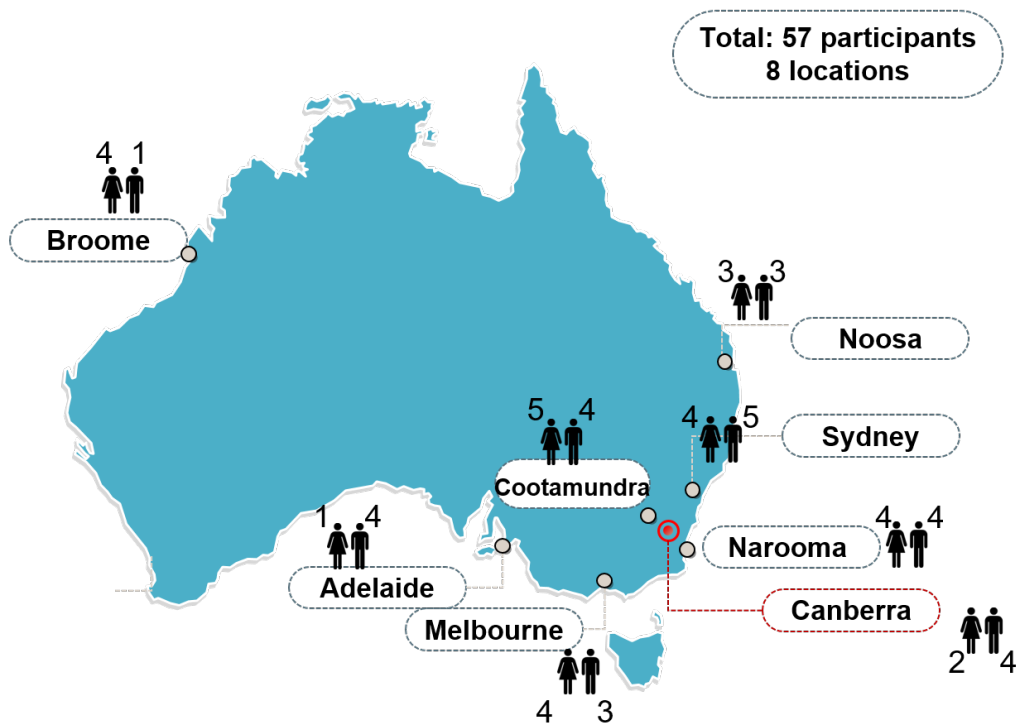 Total: 57 participants
8 locations
4 1
Broome
3 3
Noosa
5 4
Cootamundra
4 5
Sydney
1 4
Adelaide
4 4
Narooma
Canberra
2 4
Melbourne
4 3